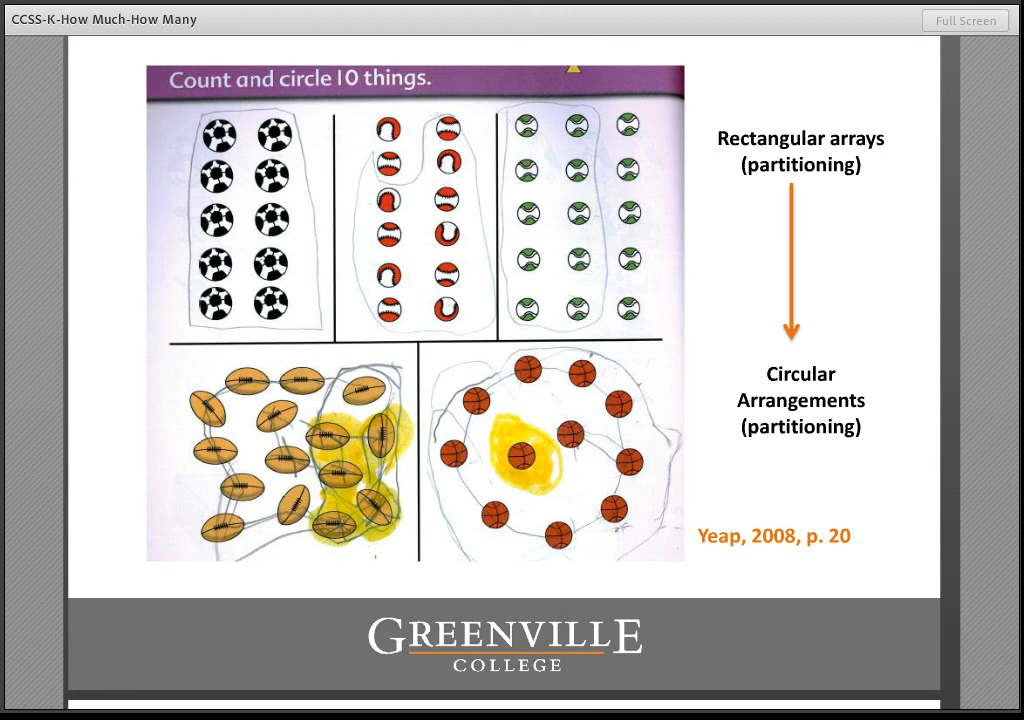 CCSS-K-How Much-How Many
Full Screen
Count and circle 10 things.
Rectangular arrays
(partitioning)
Circular
Arrangements
(partitioning)
Yeap, 2008, p. 20
GREENVILLE
COLLEGE